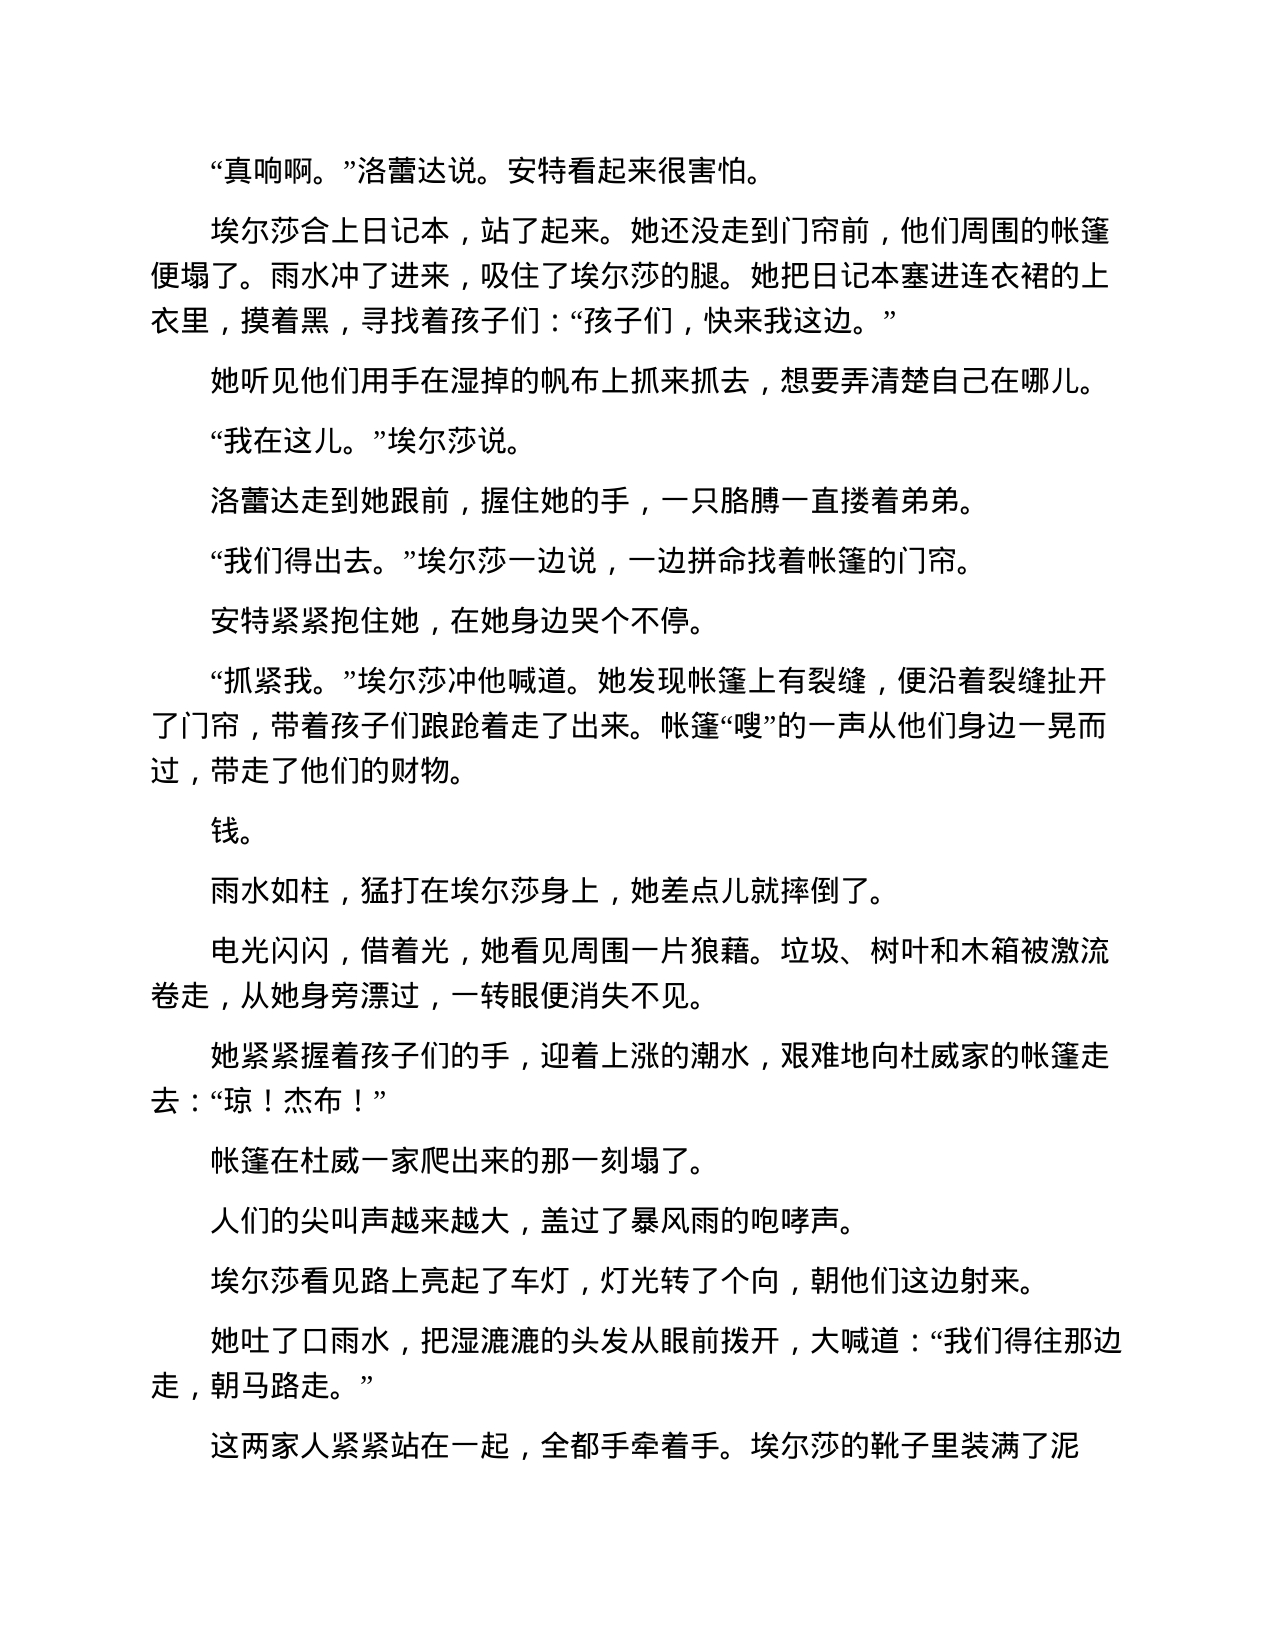 “真响啊。”洛蕾达说。安特看起来很害怕。
埃尔莎合上日记本，站了起来。她还没走到门帘前，他们周围的帐篷
便塌了。雨水冲了进来，吸住了埃尔莎的腿。她把日记本塞进连衣裙的上
衣里，摸着黑，寻找着孩子们：“孩子们，快来我这边。”
她听见他们用手在湿掉的帆布上抓来抓去，想要弄清楚自己在哪儿。
“我在这儿。”埃尔莎说。
洛蕾达走到她跟前，握住她的手，一只胳膊一直搂着弟弟。
“我们得出去。”埃尔莎一边说，一边拼命找着帐篷的门帘。
安特紧紧抱住她，在她身边哭个不停。
“抓紧我。”埃尔莎冲他喊道。她发现帐篷上有裂缝，便沿着裂缝扯开
了门帘，带着孩子们踉跄着走了出来。帐篷“嗖”的一声从他们身边一晃而
过，带走了他们的财物。
钱。
雨水如柱，猛打在埃尔莎身上，她差点儿就摔倒了。
电光闪闪，借着光，她看见周围一片狼藉。垃圾、树叶和木箱被激流
卷走，从她身旁漂过，一转眼便消失不见。
她紧紧握着孩子们的手，迎着上涨的潮水，艰难地向杜威家的帐篷走
去：“琼！杰布！”
帐篷在杜威一家爬出来的那一刻塌了。
人们的尖叫声越来越大，盖过了暴风雨的咆哮声。
埃尔莎看见路上亮起了车灯，灯光转了个向，朝他们这边射来。
她吐了口雨水，把湿漉漉的头发从眼前拨开，大喊道：“我们得往那边
走，朝马路走。”
这两家人紧紧站在一起，全都手牵着手。埃尔莎的靴子里装满了泥